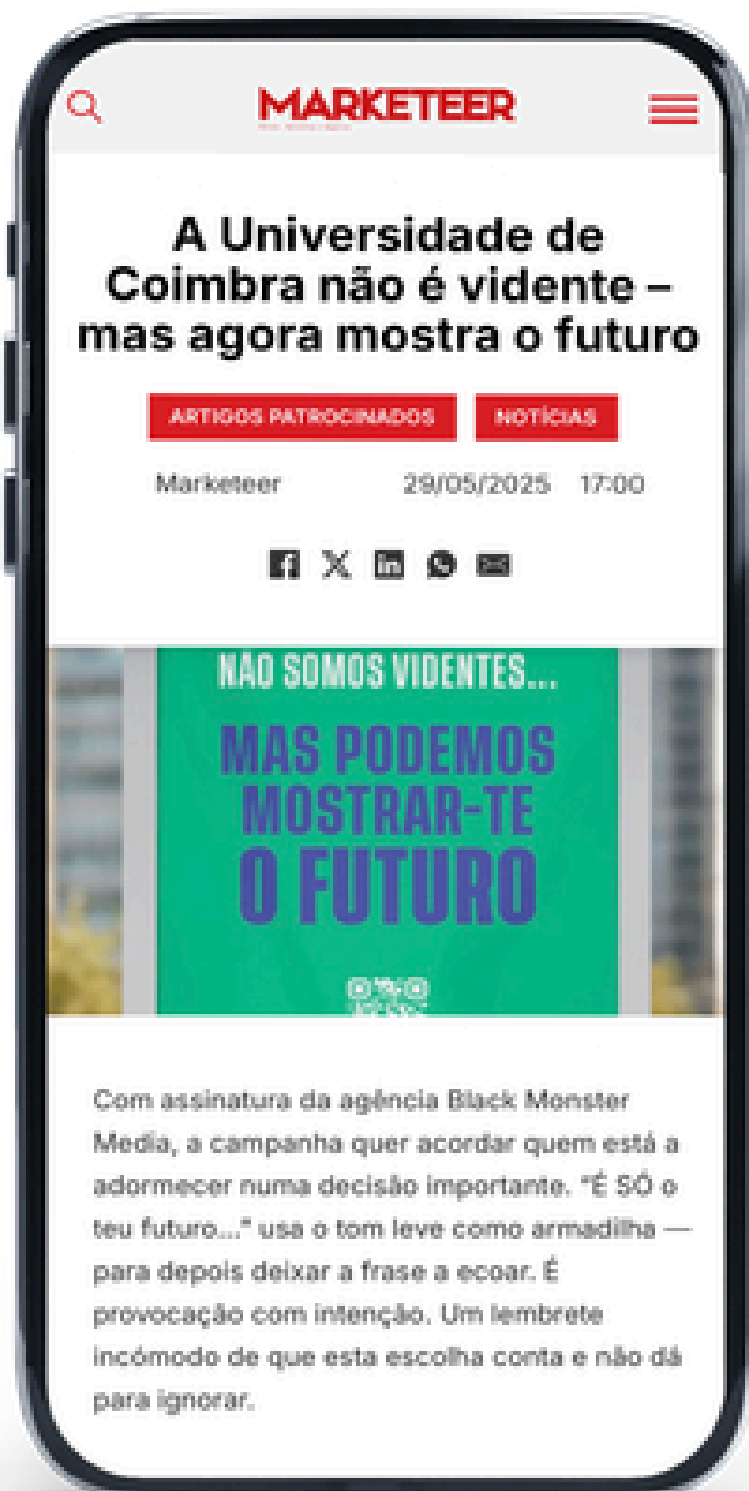 MARKETEER
A Universidade de
Coimbra não é vidente –
mas agora mostra o futuro
ARTIGOS PATROCINADOS NOTÍCIAS
Marketeer 29/05/2025 17:00
NÃO SOMOS VIDENTES...
MAS PODEMOS
MOSTRAR-TE
O FUTURO
Com assinatura da agência Black Monster
Media, a campanha quer acordar quem está a
adormecer numa decisão importante. "É SÓ o
teu futuro..." usa o tom leve como armadilha —
para depois deixar a frase a ecoar. É
provocação com intenção. Um lembrete
incómodo de que esta escolha conta e não dá
para ignorar.